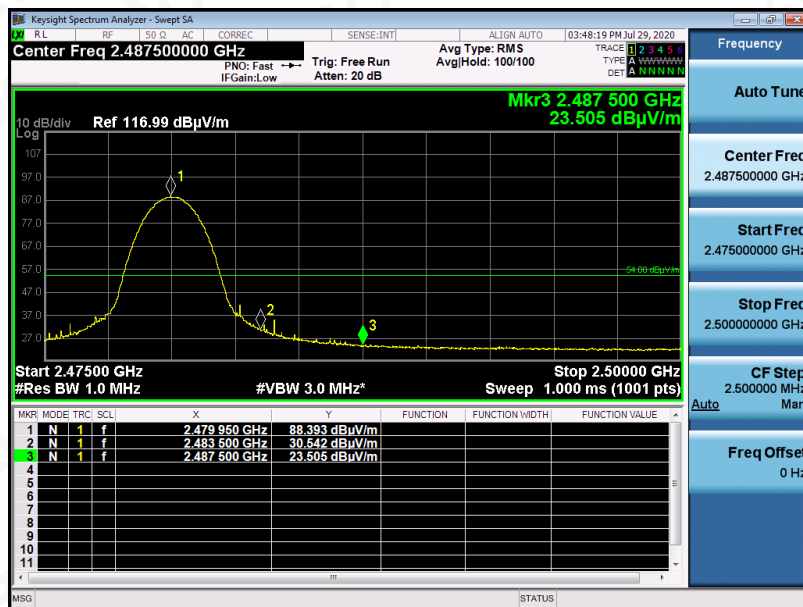 Keysight Spectrum Analyzer - Swept SA
LXI RL RF 50 Ω AC CORREC SENSE:INT ALIGN AUTO 03:48:19 PM Jul 29, 2020
Center Freq 2.487500000 GHz
PNO: Fast
IFGain:Low
Trig: Free Run
Atten: 20 dB
Avg Type: RMS
Avg|Hold: 100/100
TRACE 1 2 3 4 5 6
TYPE A WWWWW
DET A N N N N N
Frequency
Auto Tune
Center Freq
2.487500000 GHz
Start Freq
2.475000000 GHz
Stop Freq
2.500000000 GHz
CF Step
2.500000 MHz
Auto Man
Freq Offset
0 Hz
Mkr3 2.487 500 GHz
23.505 dBµV/m
10 dB/div Ref 116.99 dBµV/m
Log
107
97.0
87.0
77.0
67.0
57.0
47.0
37.0
27.0
1
2
3
54.00 dBµV/m
Start 2.47500 GHz Stop 2.50000 GHz
#Res BW 1.0 MHz #VBW 3.0 MHz* Sweep 1.000 ms (1001 pts)
MKR MODE TRC SCL X Y FUNCTION FUNCTION WIDTH FUNCTION VALUE
1 N 1 f 2.479 950 GHz 88.393 dBµV/m
2 N 1 f 2.483 500 GHz 30.542 dBµV/m
3 N 1 f 2.487 500 GHz 23.505 dBµV/m
4
5
6
7
8
9
10
11
MSG STATUS